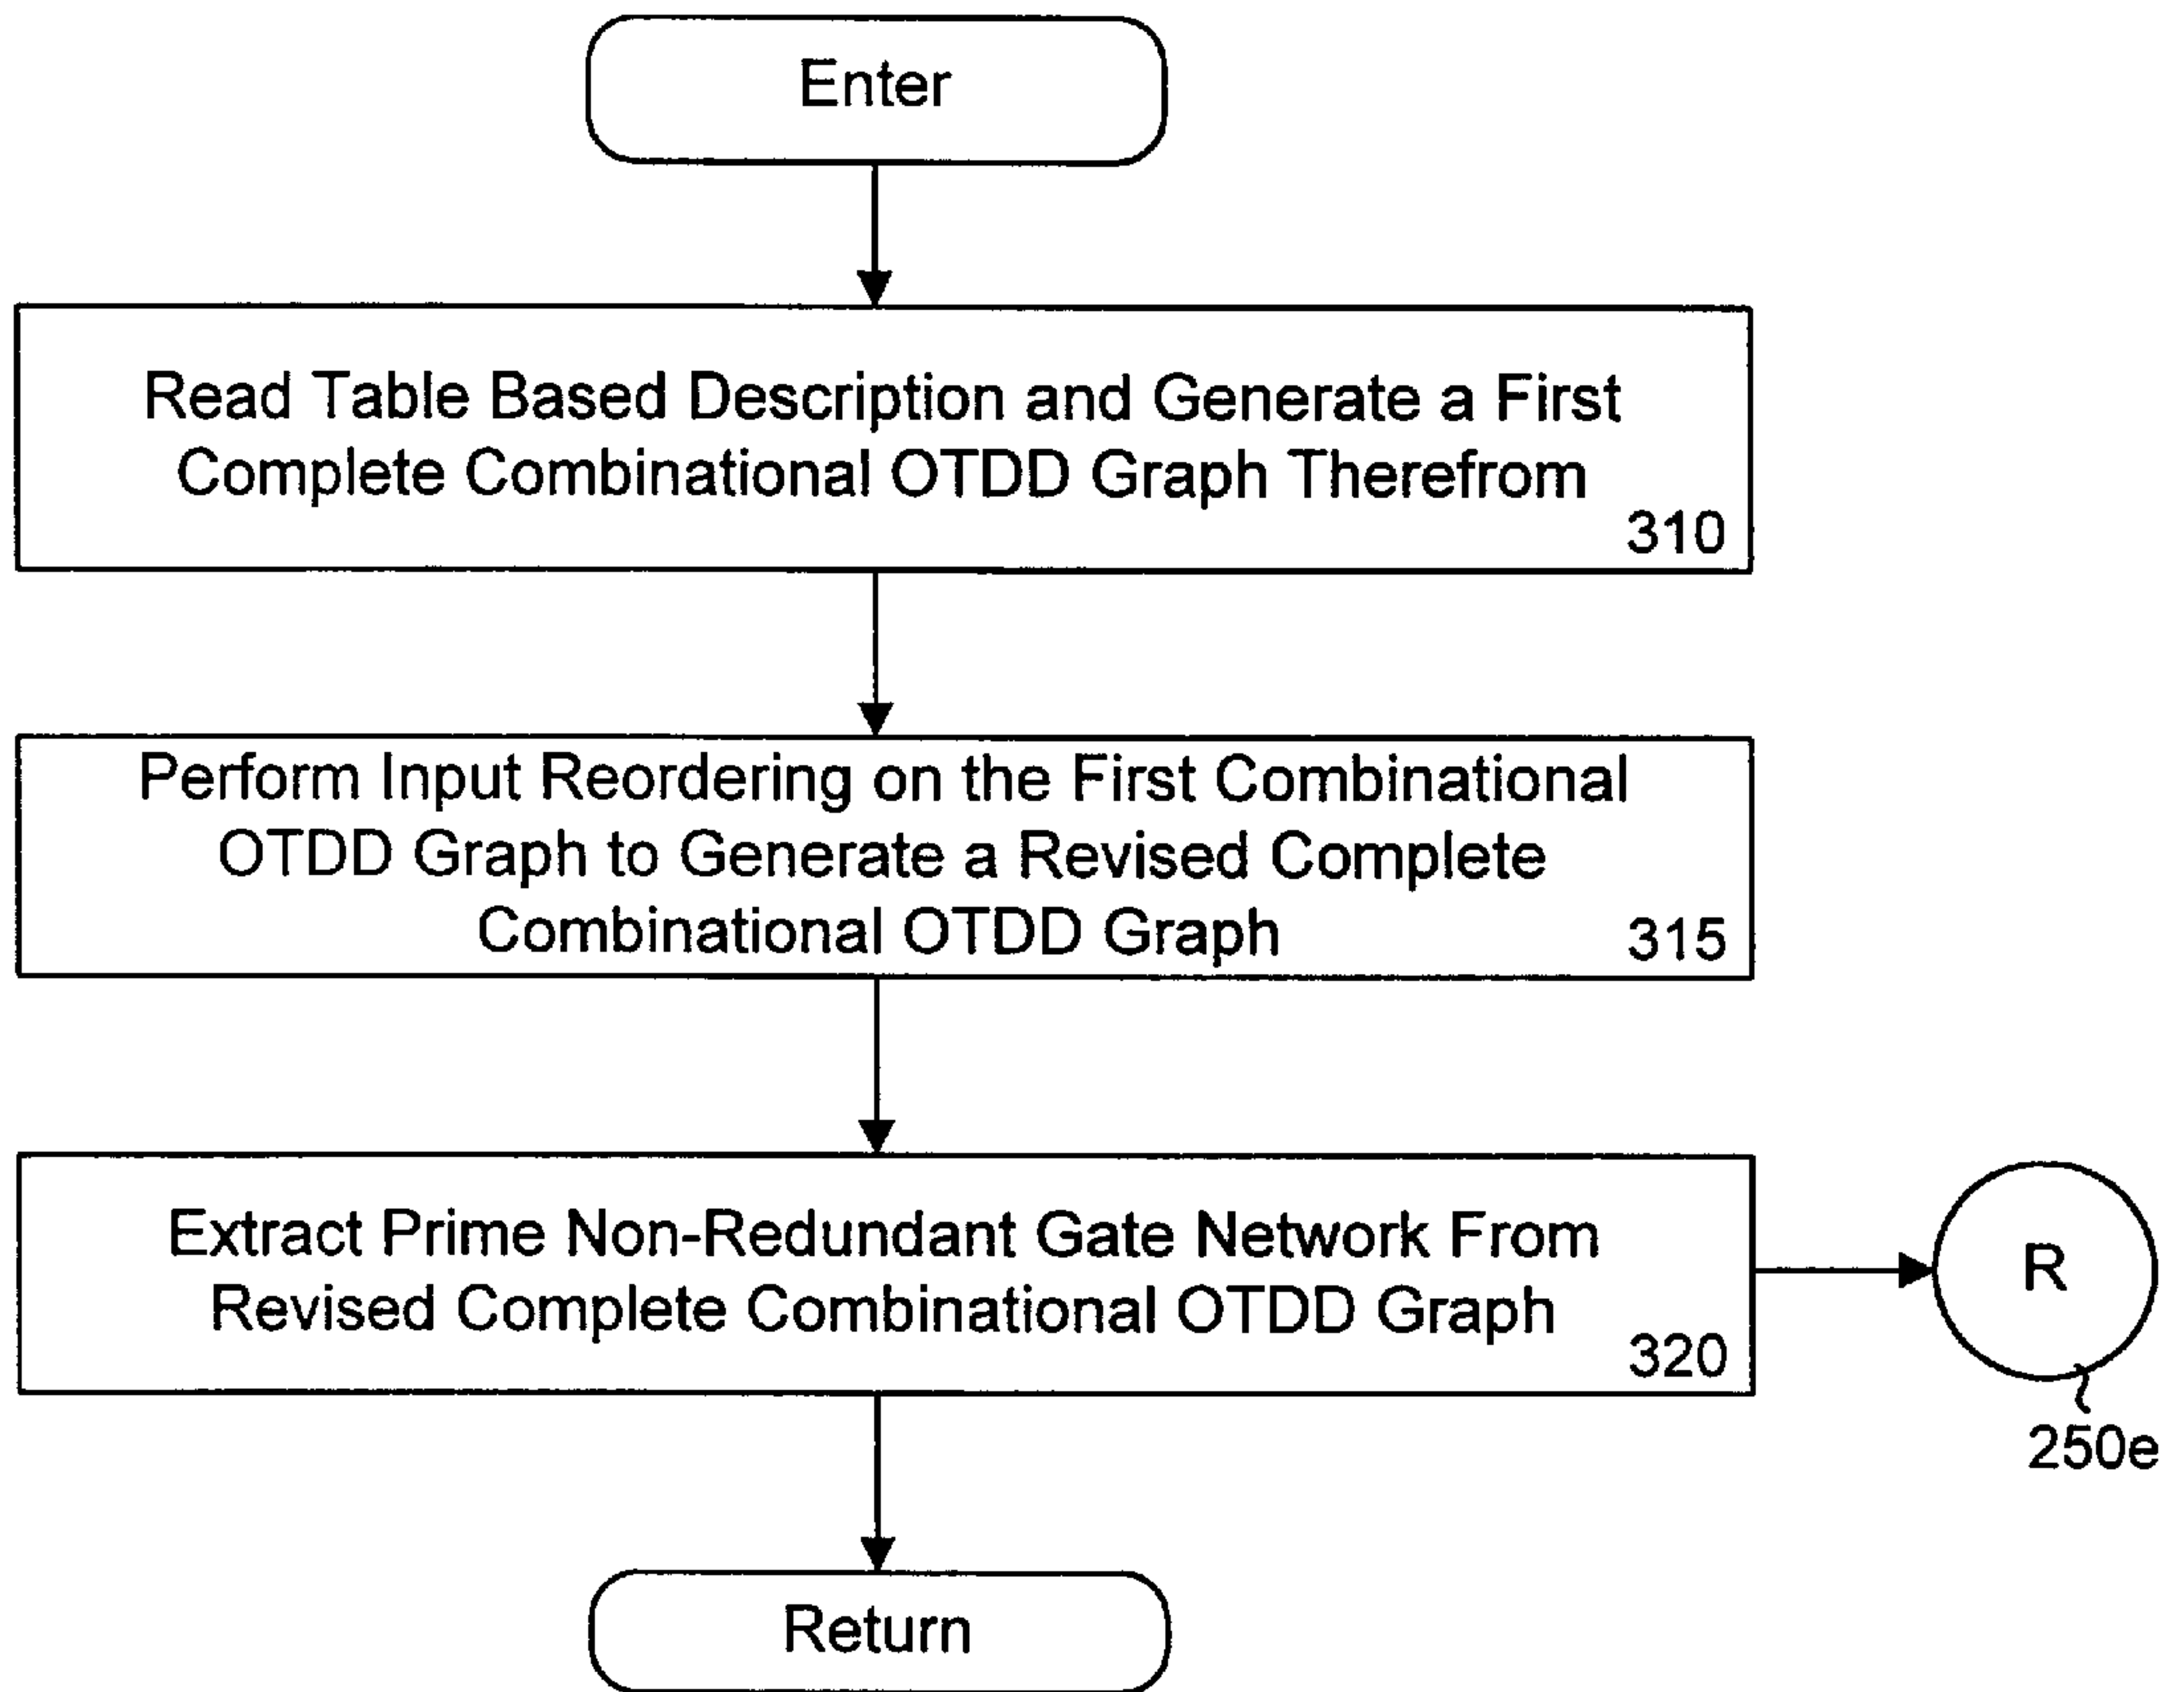 Enter
Read Table Based Description and Generate a First
Complete Combinational OTDD Graph Therefrom
310
Perform Input Reordering on the First Combinational
OTDD Graph to Generate a Revised Complete
Combinational OTDD Graph
315
Extract Prime Non-Redundant Gate Network From
Revised Complete Combinational OTDD Graph
320
R
250e
Return